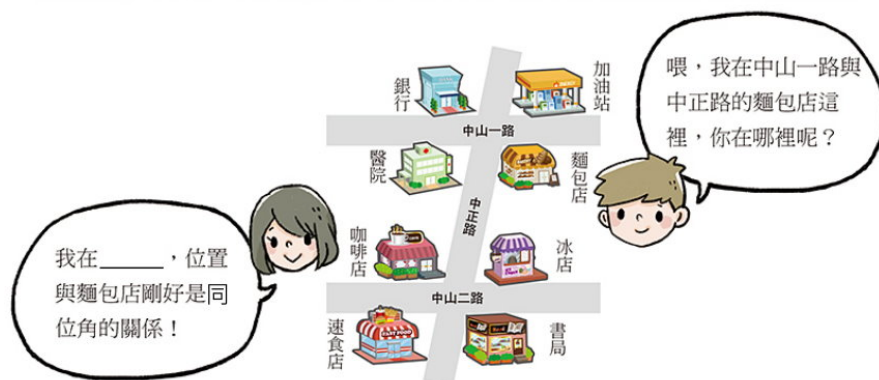 喂，我在中山一路與
中正路的麵包店這
裡，你在哪裡呢？
銀行
加油站
中山一路
醫院
麵包店
中正路
咖啡店
冰店
中山二路
速食店
書局
我在______，位置
與麵包店剛好是同
位角的關係！